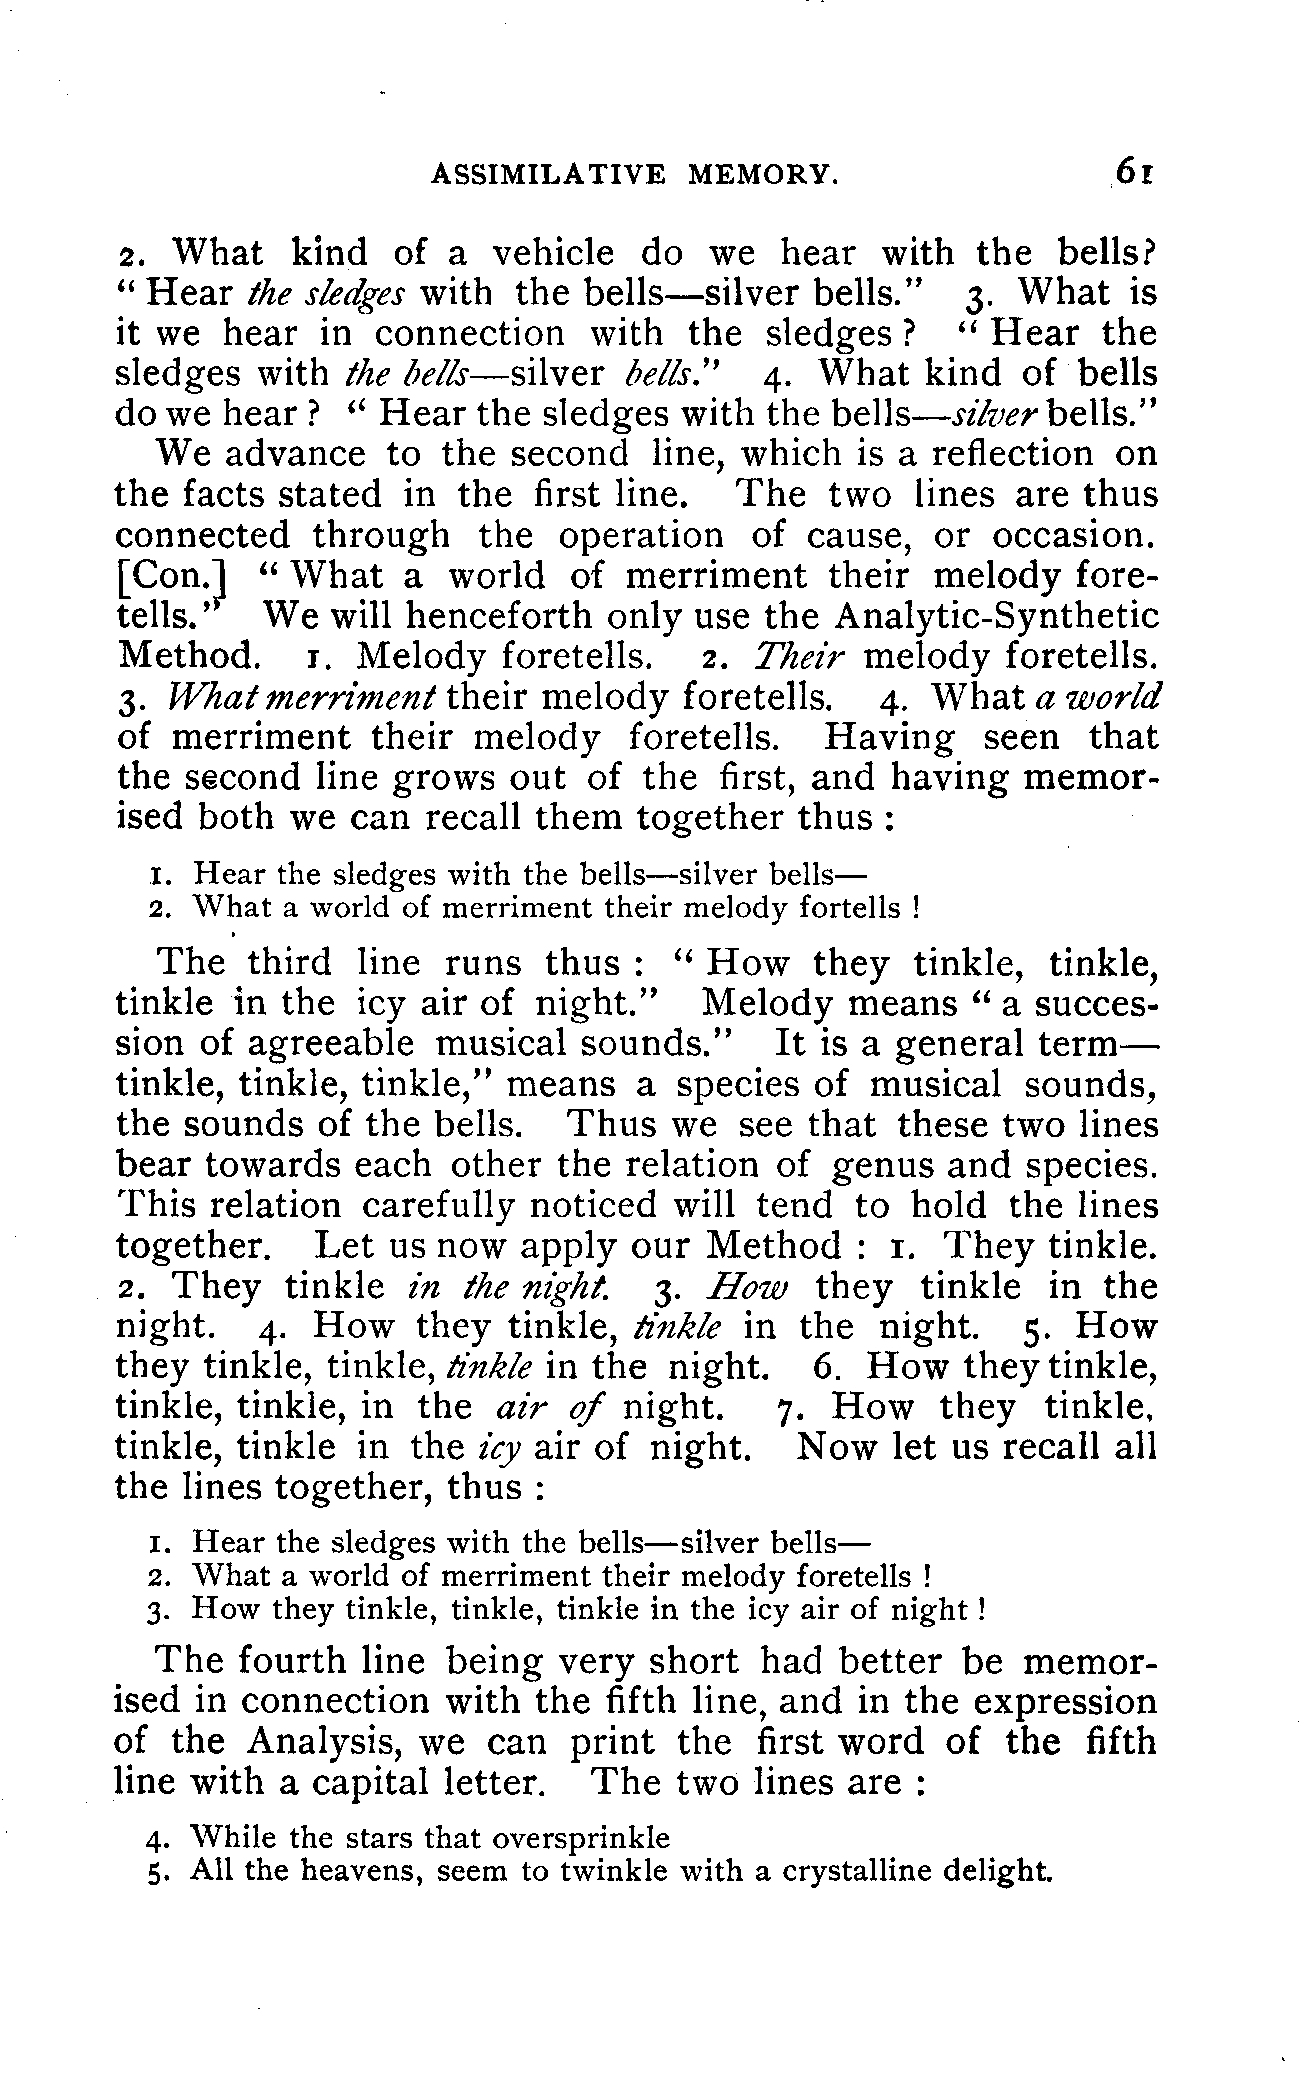 ASSIMILATIVE MEMORY. 61
2. What kind of a vehicle do we hear with the bells?
" Hear the sledges with the bells—silver bells." 3. What is
it we hear in connection with the sledges ? " Hear the
sledges with the bells—silver bells." 4. What kind of bells
do we hear ? " Hear the sledges with the bells—silver bells."
We advance to the second line, which is a reflection on
the facts stated in the first line. The two lines are thus
connected through the operation of cause, or occasion.
[Con.] " What a world of merriment their melody fore-
tells." We will henceforth only use the Analytic-Synthetic
Method. 1. Melody foretells. 2. Their melody foretells.
3. What merriment their melody foretells. 4. What a world
of merriment their melody foretells. Having seen that
the second line grows out of the first, and having memor-
ised both we can recall them together thus :
1. Hear the sledges with the bells—silver bells—
2. What a world of merriment their melody fortells !
The third line runs thus : " How they tinkle, tinkle,
tinkle in the icy air of night." Melody means " a succes-
sion of agreeable musical sounds." It is a general term—
tinkle, tinkle, tinkle," means a species of musical sounds,
the sounds of the bells. Thus we see that these two lines
bear towards each other the relation of genus and species.
This relation carefully noticed will tend to hold the lines
together. Let us now apply our Method : 1. They tinkle.
2. They tinkle in the night. 3. How they tinkle in the
night. 4. How they tinkle, tinkle in the night. 5. How
they tinkle, tinkle, tinkle in the night. 6. How they tinkle,
tinkle, tinkle, in the air of night. 7. How they tinkle,
tinkle, tinkle in the icy air of night. Now let us recall all
the lines together, thus :
1. Hear the sledges with the bells—silver bells—
2. What a world of merriment their melody foretells !
3. How they tinkle, tinkle, tinkle in the icy air of night !
The fourth line being very short had better be memor-
ised in connection with the fifth line, and in the expression
of the Analysis, we can print the first word of the fifth
line with a capital letter. The two lines are :
4. While the stars that oversprinkle
5. All the heavens, seem to twinkle with a crystalline delight.